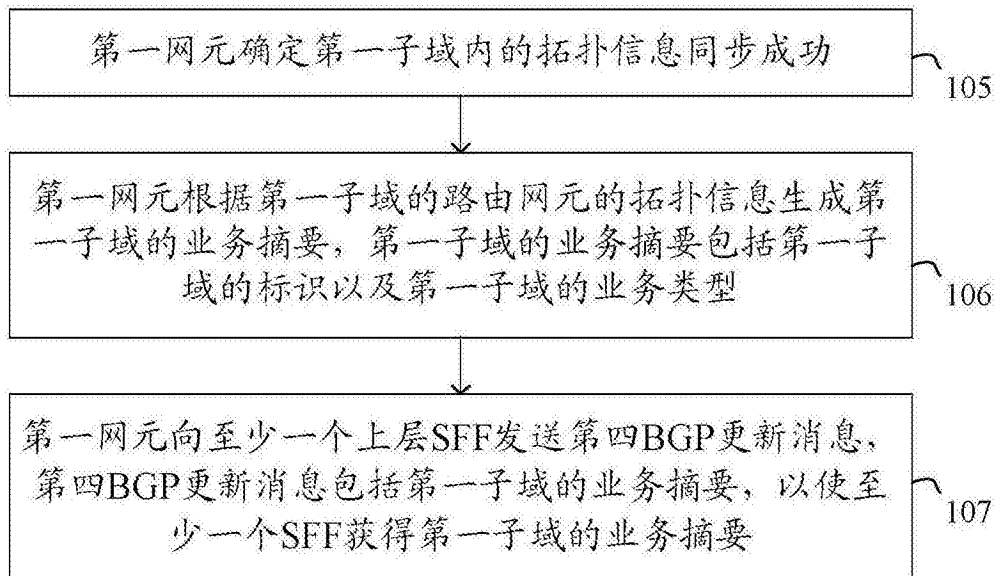 第一网元确定第一子域内的拓扑信息同步成功
105
第一网元根据第一子域的路由网元的拓扑信息生成第
一子域的业务摘要，第一子域的业务摘要包括第一子
域的标识以及第一子域的业务类型
106
第一网元向至少一个上层SFF发送第四BGP更新消息，
第四BGP更新消息包括第一子域的业务摘要，以使至
少一个SFF获得第一子域的业务摘要
107